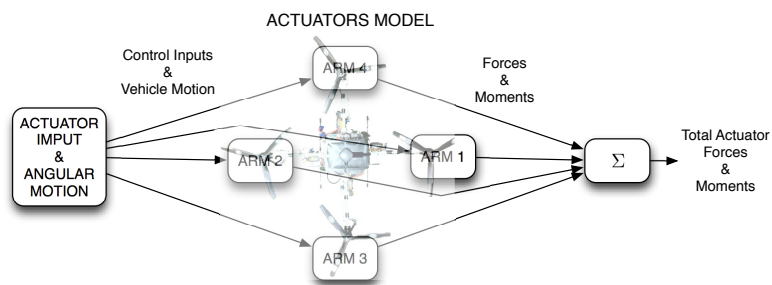 ACTUATORS MODEL
Control Inputs
&
Vehicle Motion
ARM 4
Forces
&
Moments
ACTUATOR
IMPUT
&
ANGULAR
MOTION
ARM 2
ARM 1
Σ
Total Actuator
Forces
&
Moments
ARM 3